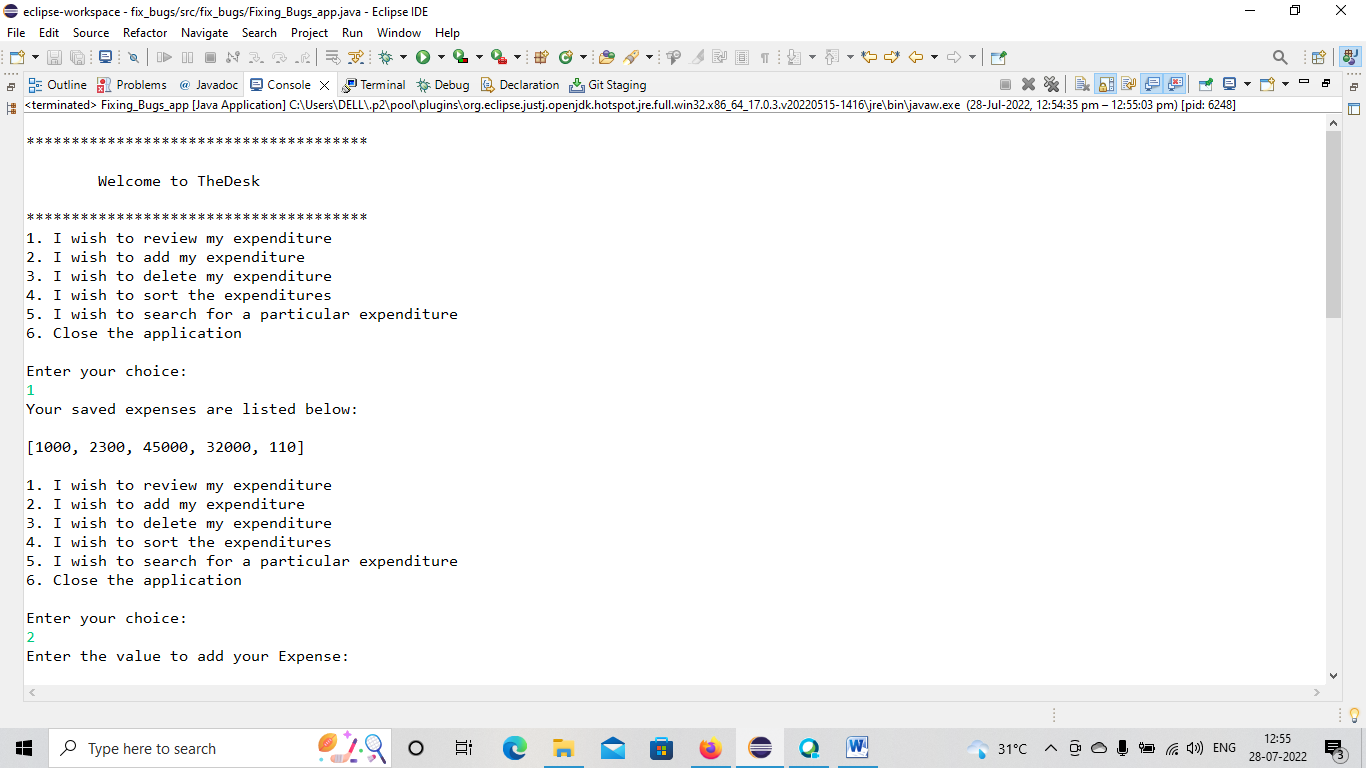 eclipse-workspace - fix_bugs/src/fix_bugs/Fixing_Bugs_app.java - Eclipse IDE
File Edit Source Refactor Navigate Search Project Run Window Help
Outline Problems @ Javadoc Console Terminal Debug Declaration Git Staging
<terminated> Fixing_Bugs_app [Java Application] C:\Users\DELL\.p2\pool\plugins\org.eclipse.justj.openjdk.hotspot.jre.full.win32.x86_64_17.0.3.v20220515-1416\jre\bin\javaw.exe (28-Jul-2022, 12:54:35 pm – 12:55:03 pm) [pid: 6248]
**************************************
Welcome to TheDesk
**************************************
1. I wish to review my expenditure
2. I wish to add my expenditure
3. I wish to delete my expenditure
4. I wish to sort the expenditures
5. I wish to search for a particular expenditure
6. Close the application
Enter your choice:
1
Your saved expenses are listed below:
[1000, 2300, 45000, 32000, 110]
1. I wish to review my expenditure
2. I wish to add my expenditure
3. I wish to delete my expenditure
4. I wish to sort the expenditures
5. I wish to search for a particular expenditure
6. Close the application
Enter your choice:
2
Enter the value to add your Expense:
Type here to search
31°C
ENG
12:55
28-07-2022
3